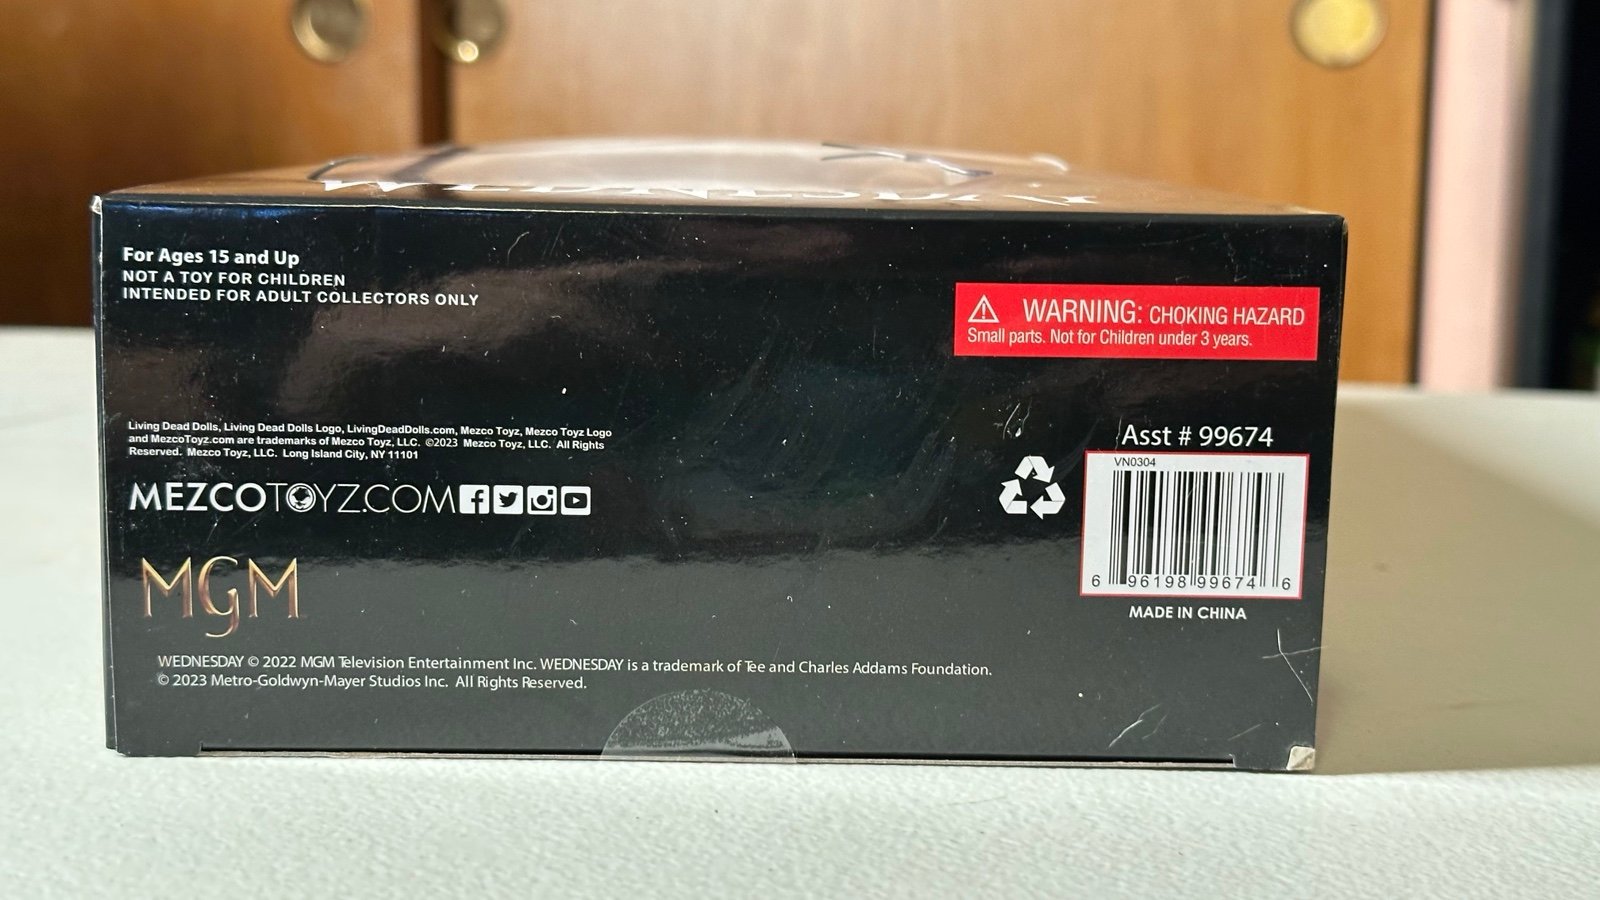 WEDNESDAY
For Ages 15 and Up
NOT A TOY FOR CHILDREN
INTENDED FOR ADULT COLLECTORS ONLY
WARNING: CHOKING HAZARD
Small parts. Not for Children under 3 years.
Living Dead Dolls, Living Dead Dolls Logo, LivingDeadDolls.com, Mezco Toyz, Mezco Toyz Logo
and MezcoToyz.com are trademarks of Mezco Toyz, LLC. ©2023 Mezco Toyz, LLC. All Rights
Reserved. Mezco Toyz, LLC. Long Island City, NY 11101
MEZCOTOYZ.COM
Asst # 99674
VN0304
6 96198 99674 6
MADE IN CHINA
MGM
WEDNESDAY © 2022 MGM Television Entertainment Inc. WEDNESDAY is a trademark of Tee and Charles Addams Foundation.
© 2023 Metro-Goldwyn-Mayer Studios Inc. All Rights Reserved.